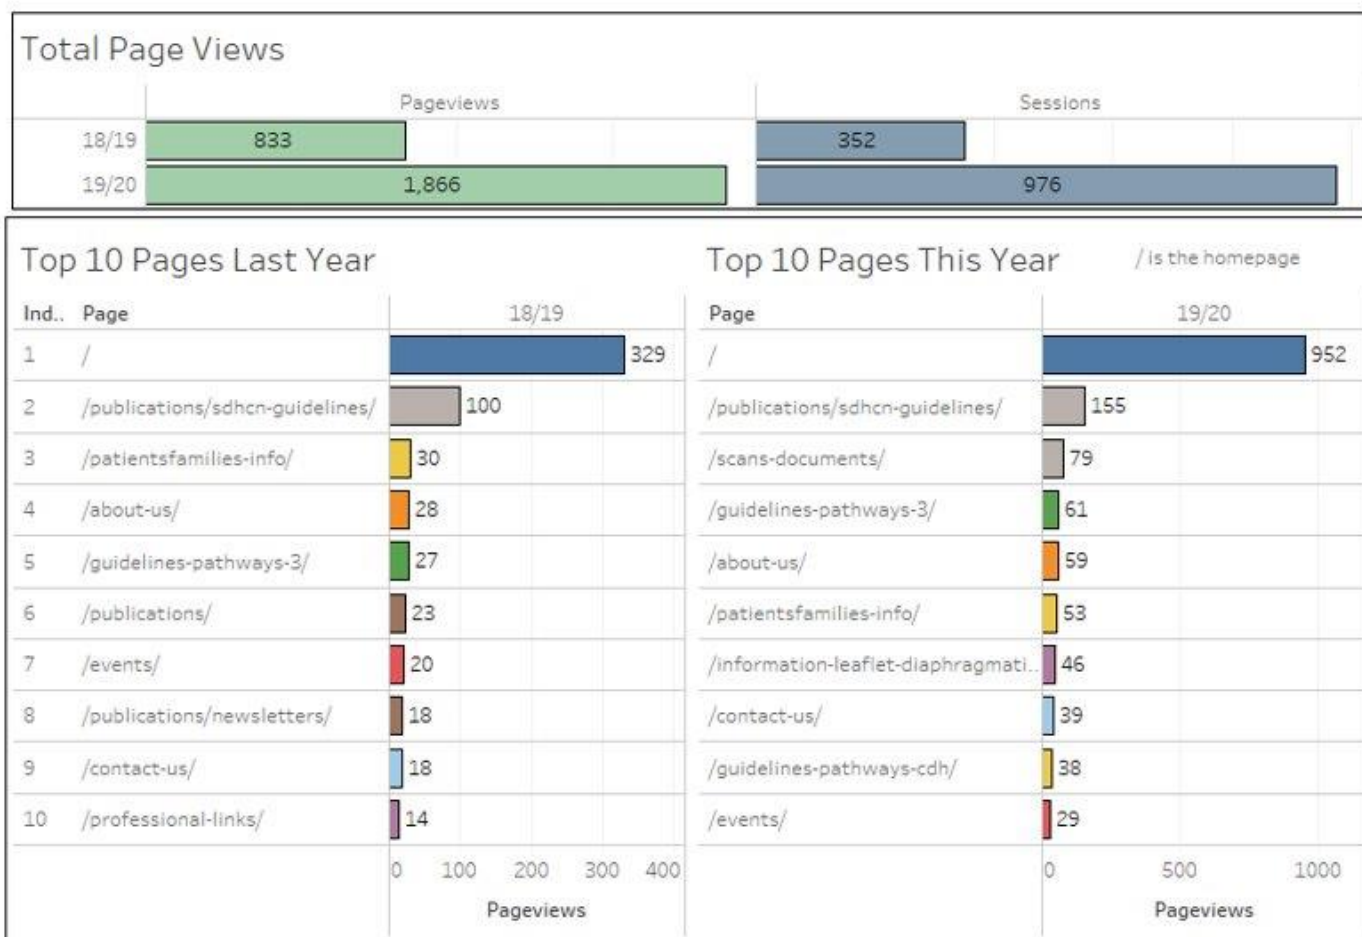 Total Page Views
Pageviews Sessions
18/19 833 352
19/20 1,866 976
Top 10 Pages Last Year
Ind.. Page 18/19
1 / 329
2 /publications/sdhcn-guidelines/ 100
3 /patientsfamilies-info/ 30
4 /about-us/ 28
5 /guidelines-pathways-3/ 27
6 /publications/ 23
7 /events/ 20
8 /publications/newsletters/ 18
9 /contact-us/ 18
10 /professional-links/ 14
0 100 200 300 400
Pageviews
Top 10 Pages This Year / is the homepage
Page 19/20
/ 952
/publications/sdhcn-guidelines/ 155
/scans-documents/ 79
/guidelines-pathways-3/ 61
/about-us/ 59
/patientsfamilies-info/ 53
/information-leaflet-diaphragmati.. 46
/contact-us/ 39
/guidelines-pathways-cdh/ 38
/events/ 29
0 500 1000
Pageviews